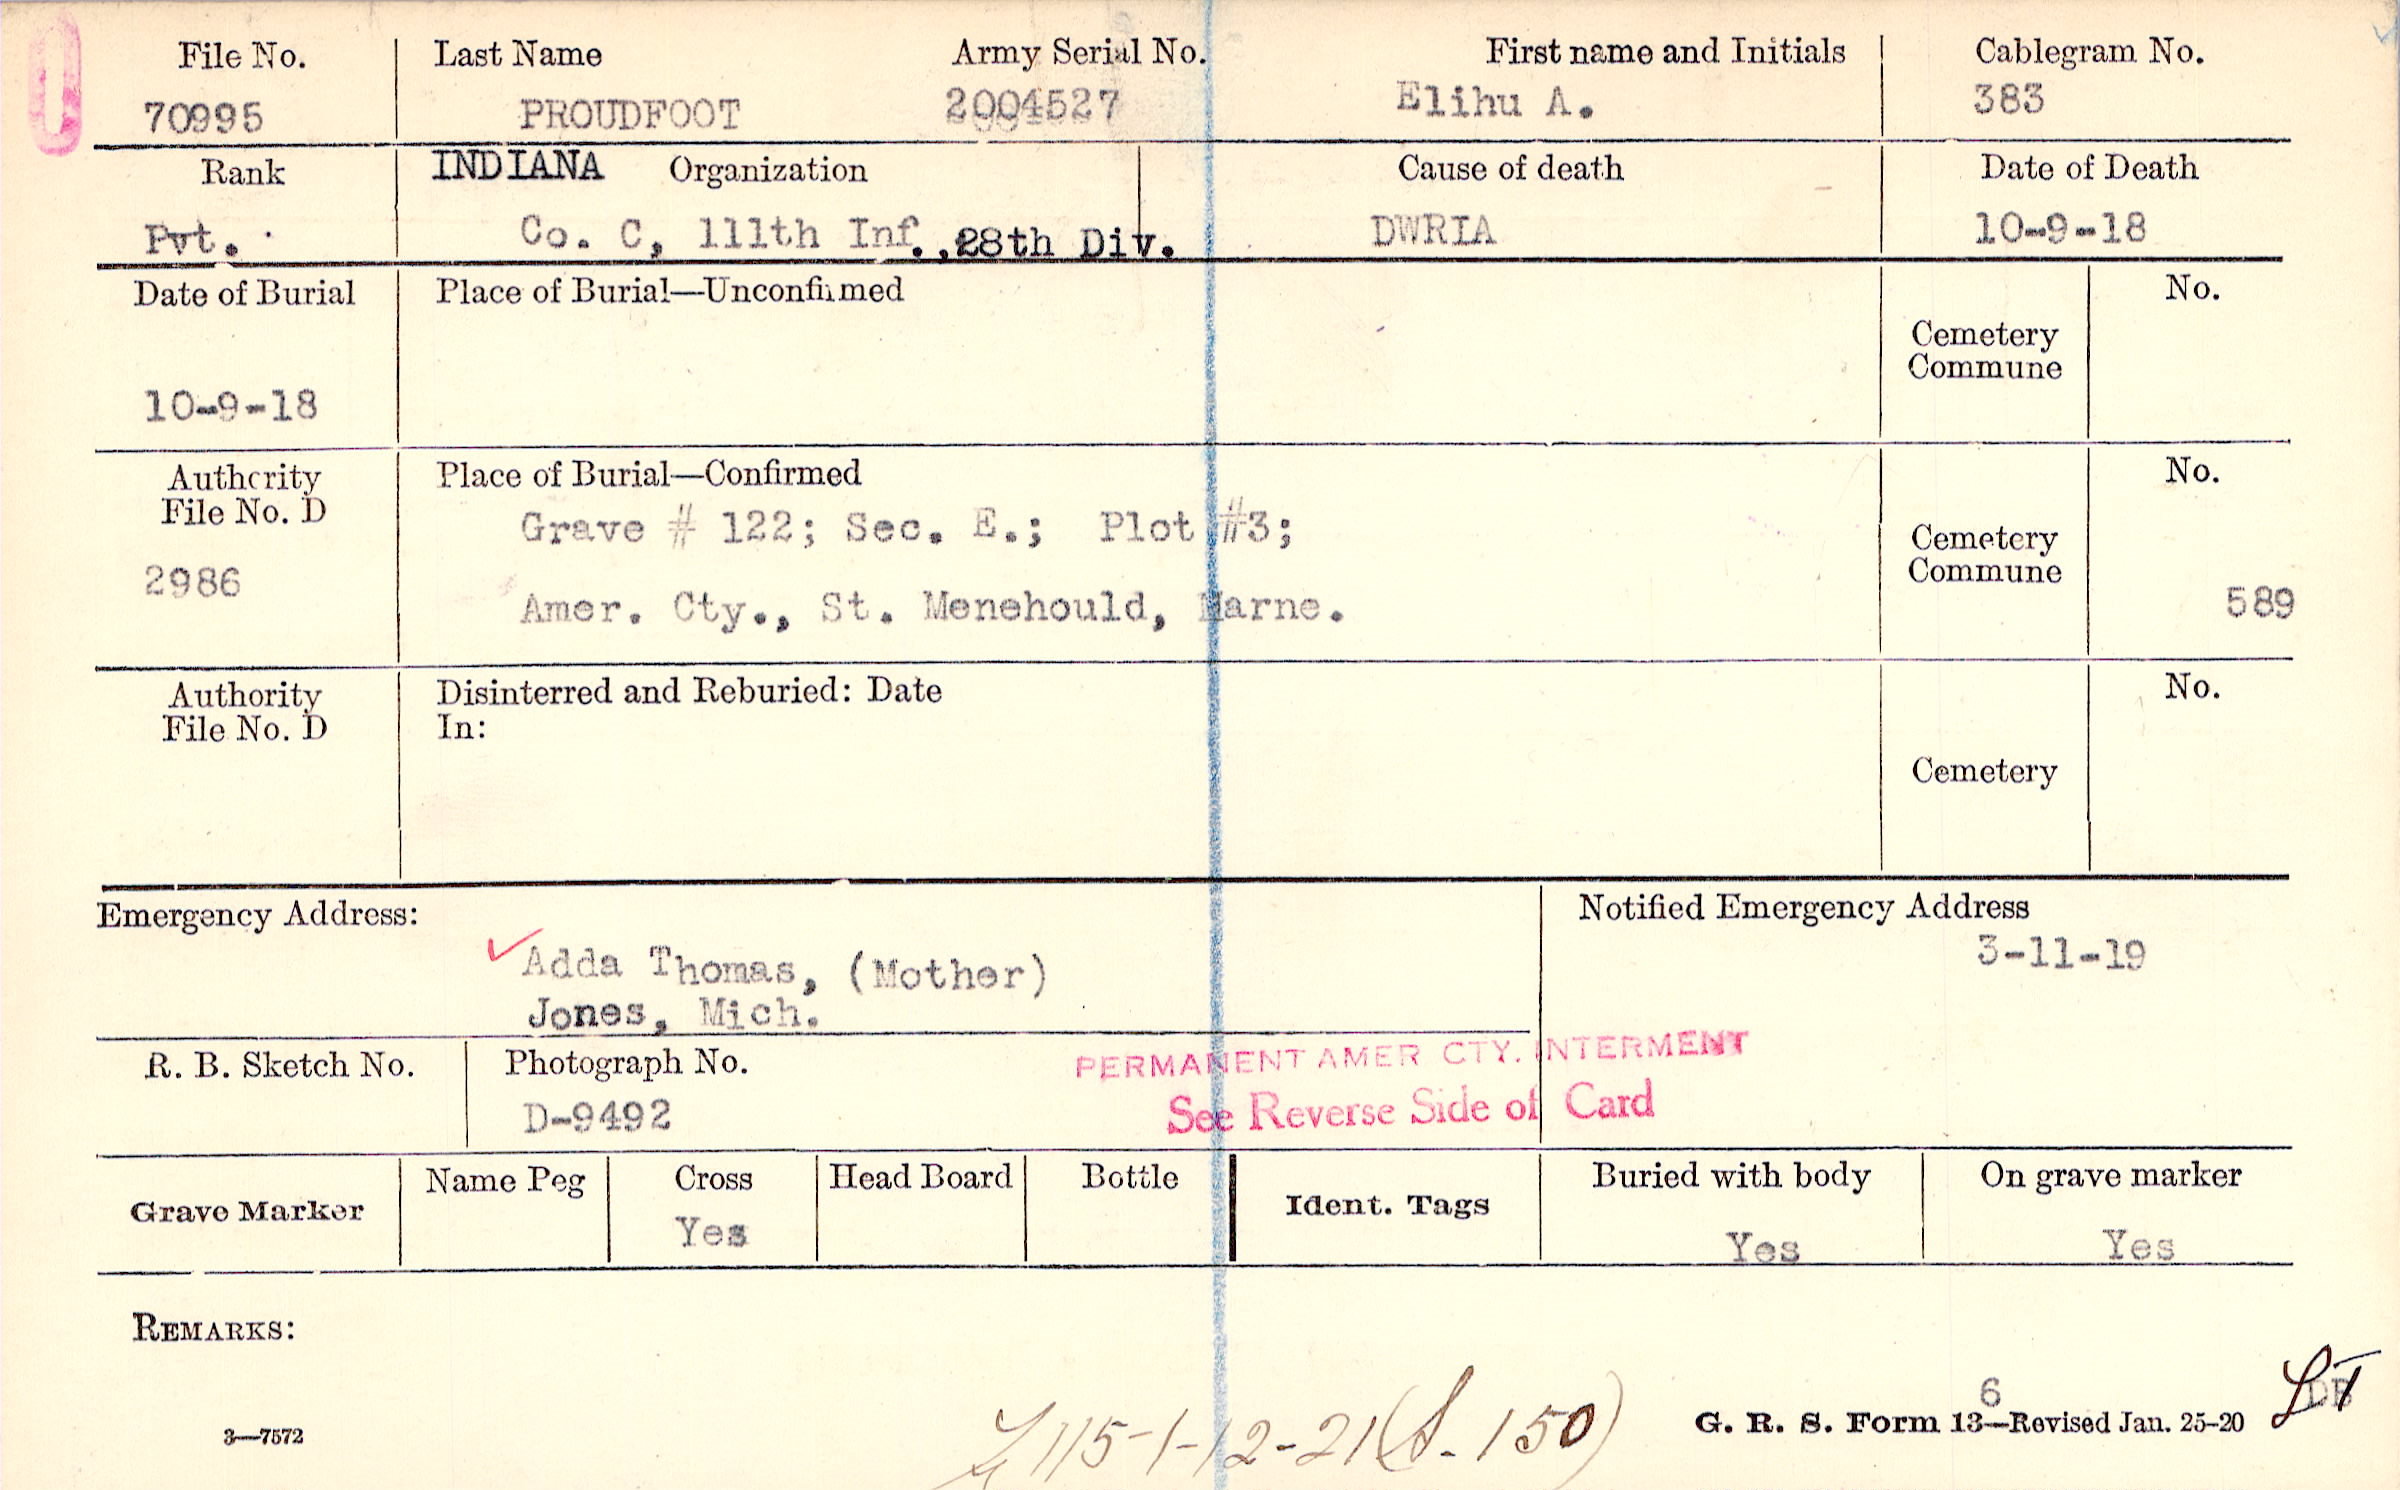 File No. Last Name Army Serial No. First name and Initials Cablegram No.
70995 PROUDFOOT 2004527 Elihu A. 383
Rank INDIANA Organization Cause of death Date of Death
Pvt. Co. C, 111th Inf.,28th Div. DWRIA 10-9-18
Date of Burial Place of Burial—Unconfirmed No.
Cemetery
Commune
10-9-18
Authority Place of Burial—Confirmed No.
File No. D
Grave # 122; Sec. E.; Plot #3;
Cemetery
Commune
2986
Amer. Cty., St. Menehould, Marne. 589
Authority Disinterred and Reburied: Date No.
File No. D In:
Cemetery
Emergency Address: Notified Emergency Address
Adda Thomas, (Mother) 3-11-19
Jones, Mich.
R. B. Sketch No. Photograph No. PERMANENT AMER CTY. INTERMENT
D-9492 See Reverse Side of Card
Grave Marker Name Peg Cross Head Board Bottle Ident. Tags Buried with body On grave marker
Yes Yes Yes
REMARKS:
6
3—7572 115-1-12-21(S-150) G. R. S. Form 13—Revised Jan. 25-20